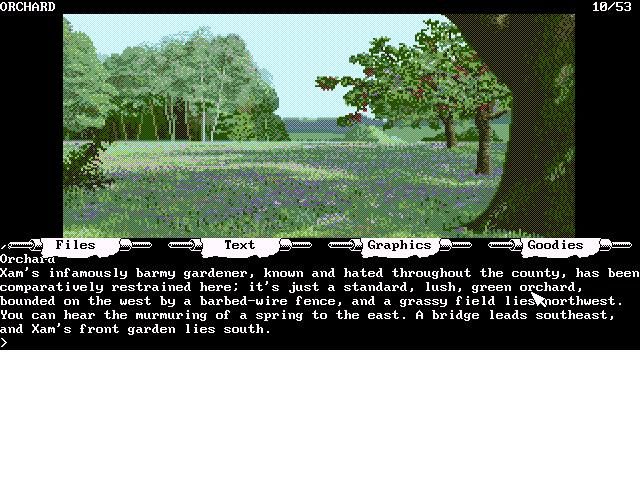 ORCHARD 10/53
Files Text Graphics Goodies
Orchard
Xam's infamously barmy gardener, known and hated throughout the county, has been
comparatively restrained here; it's just a standard, lush, green orchard,
bounded on the west by a barbed-wire fence, and a grassy field lies northwest.
You can hear the murmuring of a spring to the east. A bridge leads southeast,
and Xam's front garden lies south.
>